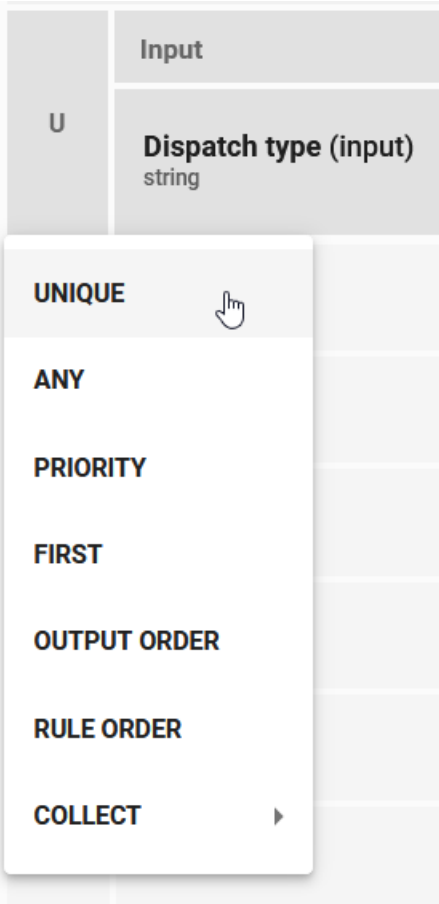 Input
U
Dispatch type (input)
string
UNIQUE
ANY
PRIORITY
FIRST
OUTPUT ORDER
RULE ORDER
COLLECT